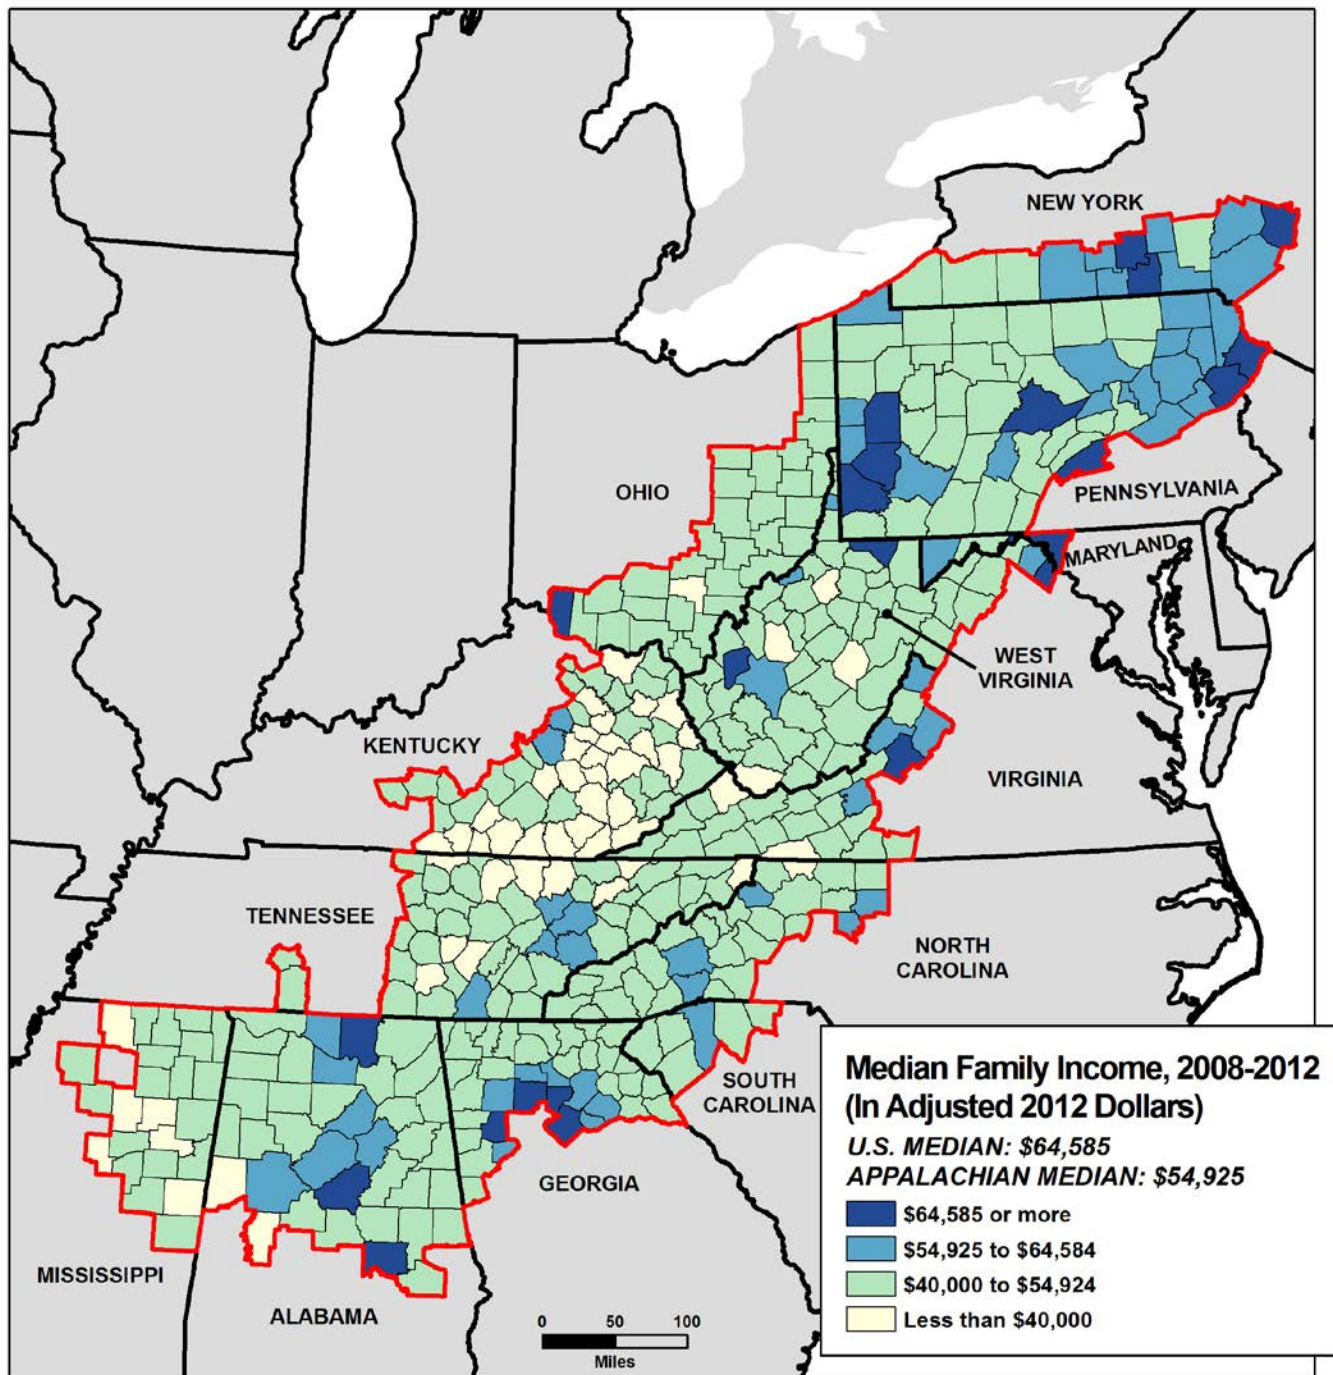 NEW YORK
PENNSYLVANIA
OHIO
MARYLAND
WEST
VIRGINIA
KENTUCKY
VIRGINIA
TENNESSEE
NORTH
CAROLINA
SOUTH
CAROLINA
GEORGIA
MISSISSIPPI
ALABAMA
0 50 100
Miles
Median Family Income, 2008-2012
(In Adjusted 2012 Dollars)
U.S. MEDIAN: $64,585
APPALACHIAN MEDIAN: $54,925
$64,585 or more
$54,925 to $64,584
$40,000 to $54,924
Less than $40,000